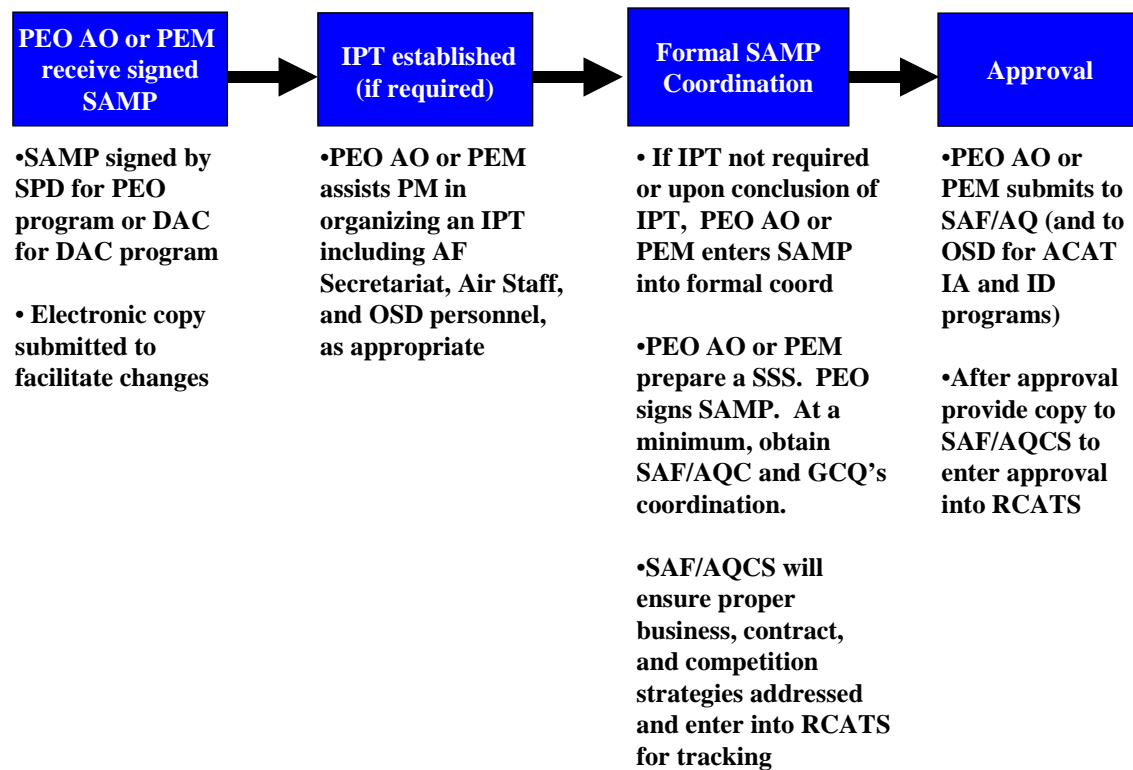 PEO AO or PEM
receive signed
SAMP
IPT established
(if required)
Formal SAMP
Coordination
Approval
•SAMP signed by
SPD for PEO
program or DAC
for DAC program
• Electronic copy
submitted to
facilitate changes
•PEO AO or PEM
assists PM in
organizing an IPT
including AF
Secretariat, Air Staff,
and OSD personnel,
as appropriate
• If IPT not required
or upon conclusion of
IPT, PEO AO or
PEM enters SAMP
into formal coord
•PEO AO or PEM
prepare a SSS. PEO
signs SAMP. At a
minimum, obtain
SAF/AQC and GCQ's
coordination.
•SAF/AQCS will
ensure proper
business, contract,
and competition
strategies addressed
and enter into RCATS
for tracking
•PEO AO or
PEM submits to
SAF/AQ (and to
OSD for ACAT
IA and ID
programs)
•After approval
provide copy to
SAF/AQCS to
enter approval
into RCATS